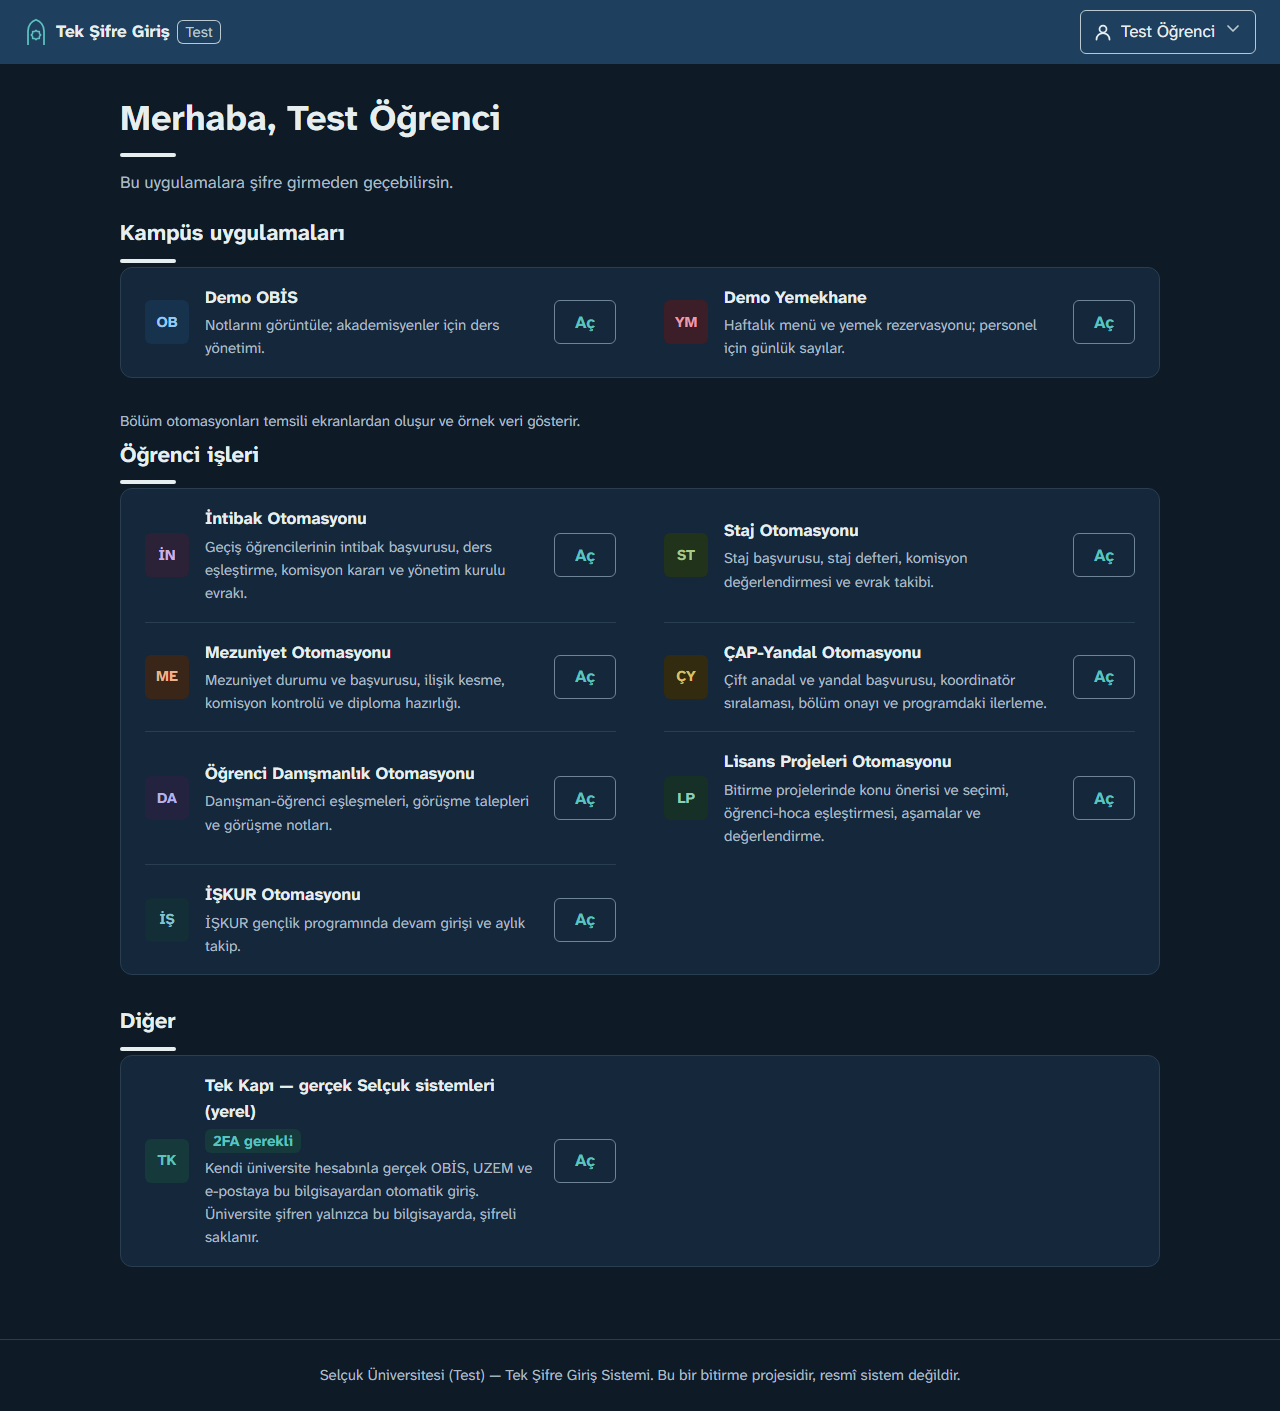 Tek Şifre Giriş Test
Test Öğrenci
Merhaba, Test Öğrenci
Bu uygulamalara şifre girmeden geçebilirsin.
Kampüs uygulamaları
OB
Demo OBİS
Notlarını görüntüle; akademisyenler için ders
yönetimi.
Aç
YM
Demo Yemekhane
Haftalık menü ve yemek rezervasyonu; personel
için günlük sayılar.
Aç
Bölüm otomasyonları temsili ekranlardan oluşur ve örnek veri gösterir.
Öğrenci işleri
İN
İntibak Otomasyonu
Geçiş öğrencilerinin intibak başvurusu, ders
eşleştirme, komisyon kararı ve yönetim kurulu
evrakı.
Aç
ST
Staj Otomasyonu
Staj başvurusu, staj defteri, komisyon
değerlendirmesi ve evrak takibi.
Aç
ME
Mezuniyet Otomasyonu
Mezuniyet durumu ve başvurusu, ilişik kesme,
komisyon kontrolü ve diploma hazırlığı.
Aç
ÇY
ÇAP-Yandal Otomasyonu
Çift anadal ve yandal başvurusu, koordinatör
sıralaması, bölüm onayı ve programdaki ilerleme.
Aç
DA
Öğrenci Danışmanlık Otomasyonu
Danışman-öğrenci eşleşmeleri, görüşme talepleri
ve görüşme notları.
Aç
LP
Lisans Projeleri Otomasyonu
Bitirme projelerinde konu önerisi ve seçimi,
öğrenci-hoca eşleştirmesi, aşamalar ve
değerlendirme.
Aç
İŞ
İŞKUR Otomasyonu
İŞKUR gençlik programında devam girişi ve aylık
takip.
Aç
Diğer
TK
Tek Kapı — gerçek Selçuk sistemleri
(yerel)
2FA gerekli
Kendi üniversite hesabınla gerçek OBİS, UZEM ve
e-postaya bu bilgisayardan otomatik giriş.
Üniversite şifren yalnızca bu bilgisayarda, şifreli
saklanır.
Aç
Selçuk Üniversitesi (Test) — Tek Şifre Giriş Sistemi. Bu bir bitirme projesidir, resmî sistem değildir.